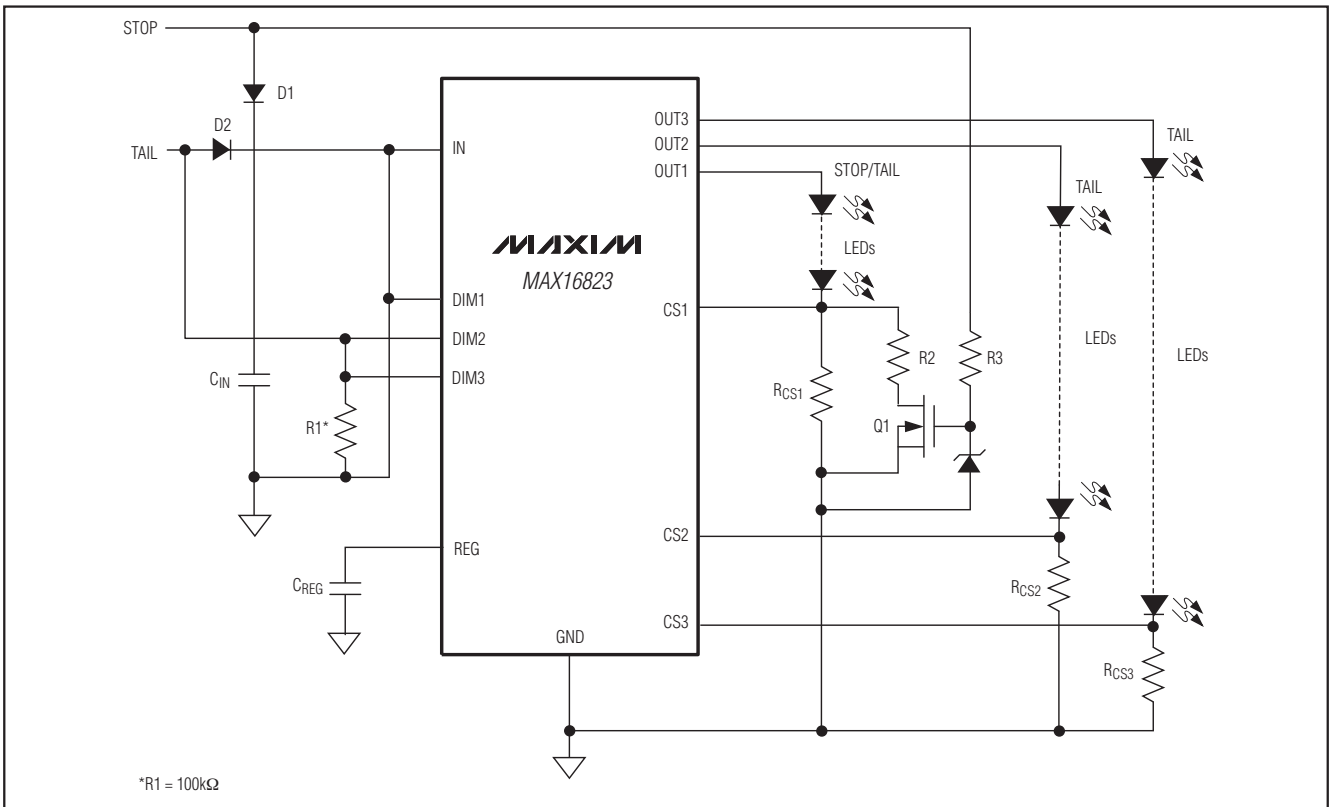 STOP
D1
D2
TAIL
IN
OUT3
OUT2
OUT1
TAIL
TAIL
STOP/TAIL
LEDs
MAXIM
MAX16823
DIM1
DIM2
DIM3
CS1
R2
R3
LEDs
LEDs
CIN
R1*
RCS1
Q1
REG
CREG
CS2
RCS2
CS3
RCS3
GND
*R1 = 100kΩ